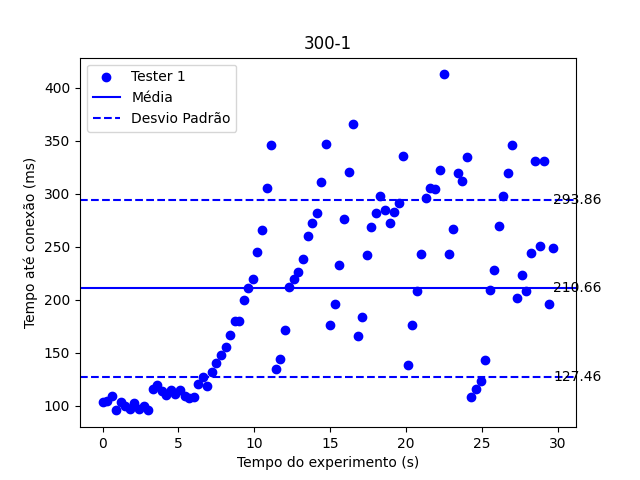 300-1
Tester 1
Média
Desvio Padrão
Tempo até conexão (ms)
400
350
300
250
200
150
100
293.86
210.66
127.46
0 5 10 15 20 25 30
Tempo do experimento (s)